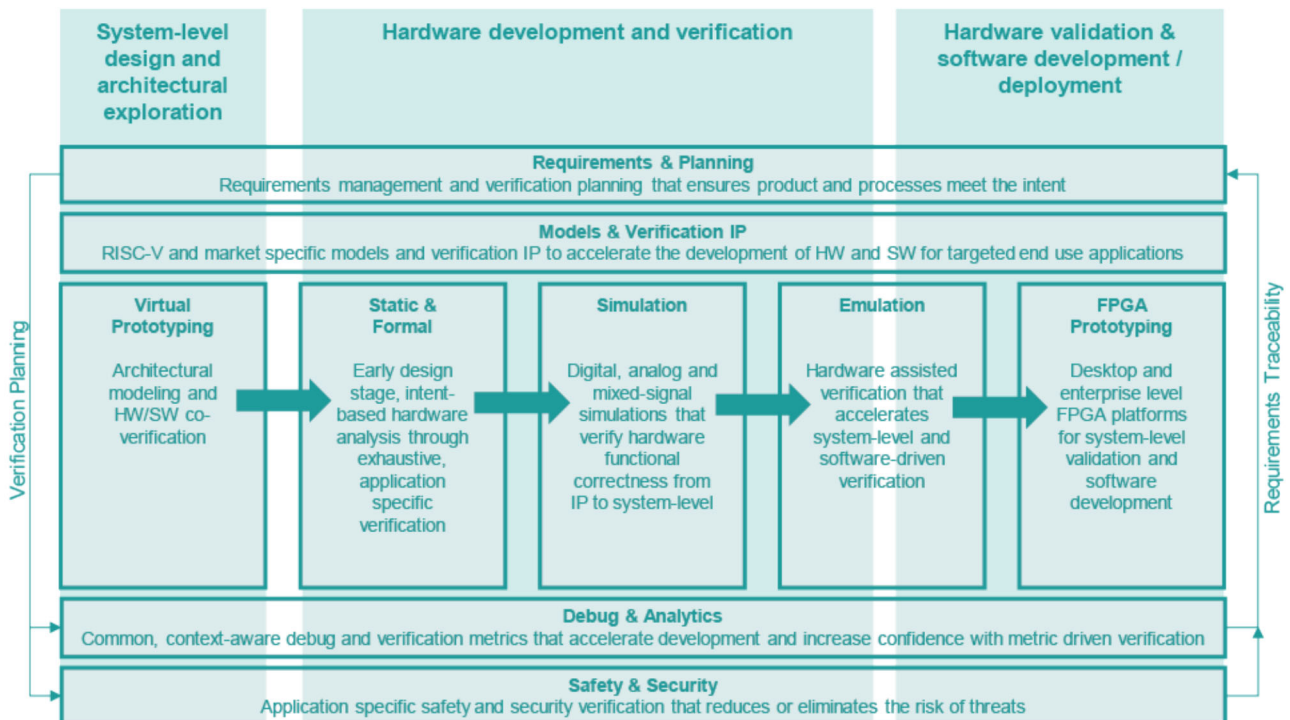 System-level
design and
architectural
exploration
Hardware development and verification
Hardware validation &
software development /
deployment
Requirements & Planning
Requirements management and verification planning that ensures product and processes meet the intent
Models & Verification IP
RISC-V and market specific models and verification IP to accelerate the development of HW and SW for targeted end use applications
Verification Planning
Virtual
Prototyping
Architectural
modeling and
HW/SW co-
verification
Static &
Formal
Early design
stage, intent-
based hardware
analysis through
exhaustive,
application
specific
verification
Simulation
Digital, analog and
mixed-signal
simulations that
verify hardware
functional
correctness from
IP to system-level
Emulation
Hardware assisted
verification that
accelerates
system-level and
software-driven
verification
FPGA
Prototyping
Desktop and
enterprise level
FPGA platforms
for system-level
validation and
software
development
Requirements Traceability
Debug & Analytics
Common, context-aware debug and verification metrics that accelerate development and increase confidence with metric driven verification
Safety & Security
Application specific safety and security verification that reduces or eliminates the risk of threats